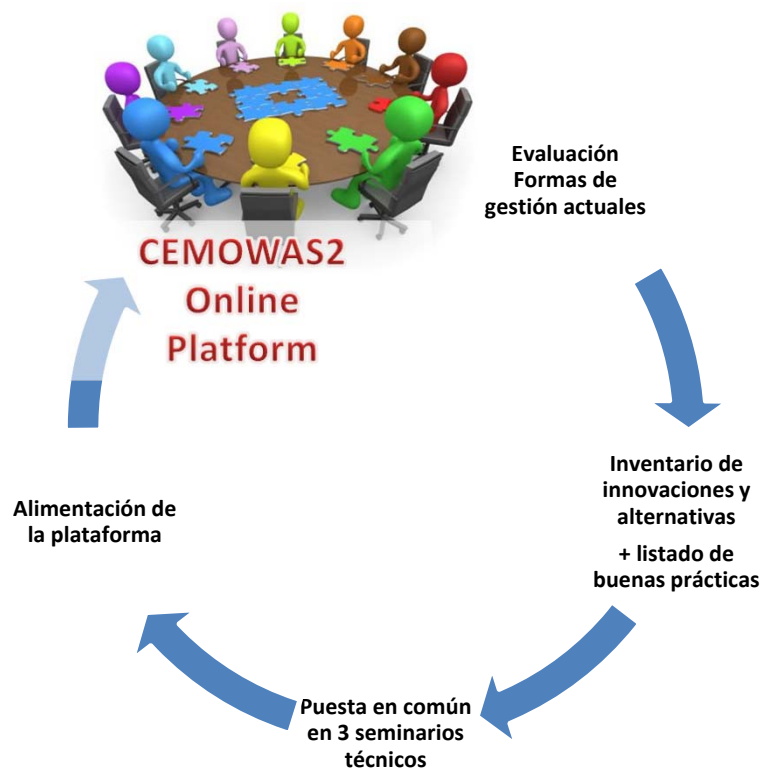 CEMOWAS2
Online
Platform
Evaluación
Formas de
gestión actuales
Inventario de
innovaciones y
alternativas
+ listado de
buenas prácticas
Puesta en común
en 3 seminarios
técnicos
Alimentación de
la plataforma